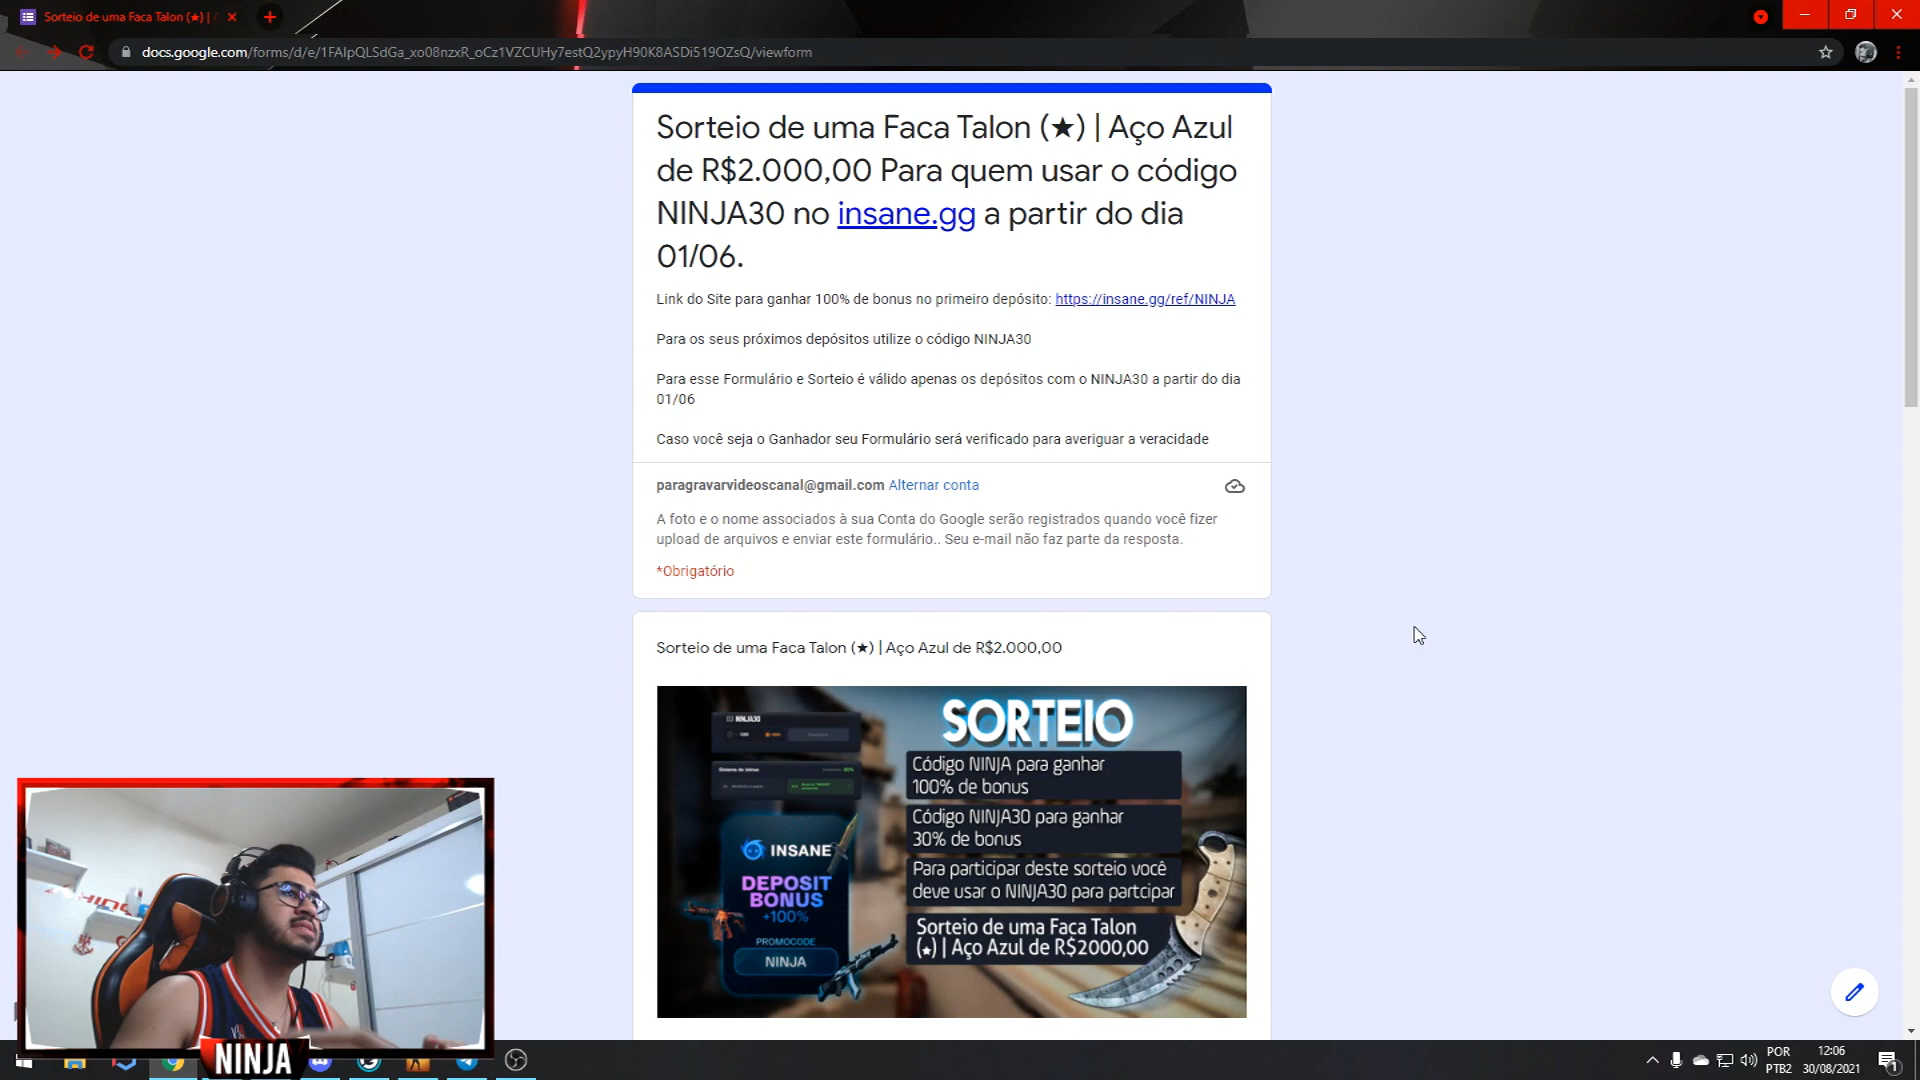 Sorteio de uma Faca Talon (★) |
docs.google.com/forms/d/e/1FAIpQLSdGa_xo08nzxR_oCz1VZCUHy7estQ2ypyH90K8ASDi519OZsQ/viewform
Sorteio de uma Faca Talon (★) | Aço Azul
de R$2.000,00 Para quem usar o código
NINJA30 no insane.gg a partir do dia
01/06.
Link do Site para ganhar 100% de bonus no primeiro depósito: https://insane.gg/ref/NINJA
Para os seus próximos depósitos utilize o código NINJA30
Para esse Formulário e Sorteio é válido apenas os depósitos com o NINJA30 a partir do dia
01/06
Caso você seja o Ganhador seu Formulário será verificado para averiguar a veracidade
paragravarvideoscanal@gmail.com Alternar conta
A foto e o nome associados à sua Conta do Google serão registrados quando você fizer
upload de arquivos e enviar este formulário.. Seu e-mail não faz parte da resposta.
*Obrigatório
Sorteio de uma Faca Talon (★) | Aço Azul de R$2.000,00
NINJA30
SORTEIO
Código NINJA para ganhar
100% de bonus
Código NINJA30 para ganhar
30% de bonus
Para participar deste sorteio você
deve usar o NINJA30 para partcipar
Sorteio de uma Faca Talon
(★) | Aço Azul de R$2000,00
INSANE
DEPOSIT
BONUS
+100%
PROMOCODE
NINJA
NINJA
POR
PTB2
12:06
30/08/2021
1